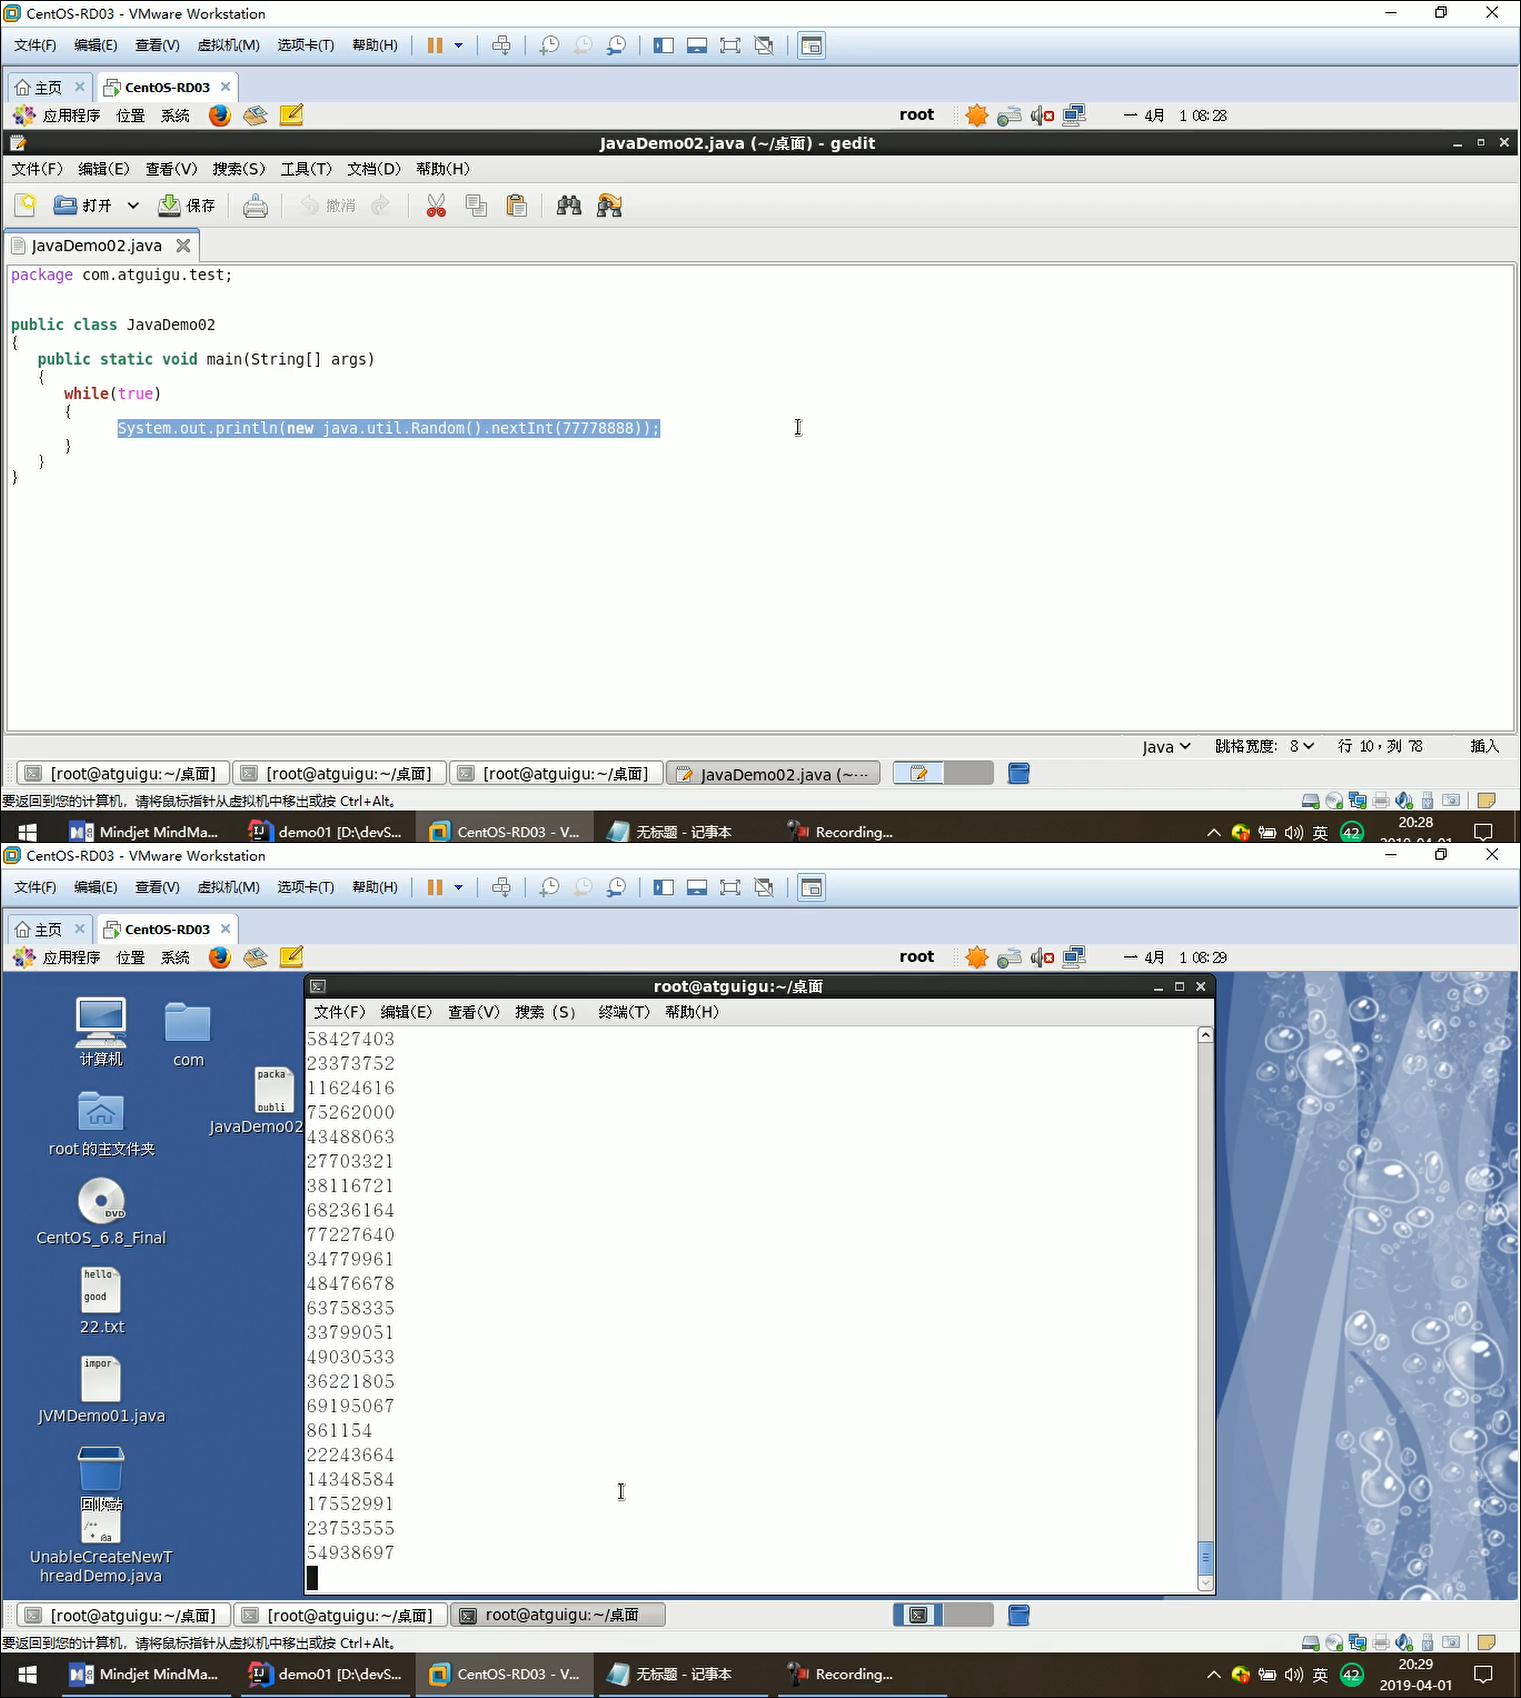 CentOS-RD03 - VMware Workstation
文件(F) 编辑(E) 查看(V) 虚拟机(M) 选项卡(T) 帮助(H)
主页 CentOS-RD03
应用程序 位置 系统 root 一 4月 1 08:28
JavaDemo02.java (~/桌面) - gedit
文件(F) 编辑(E) 查看(V) 搜索(S) 工具(T) 文档(D) 帮助(H)
打开 保存 撤消
JavaDemo02.java
package com.atguigu.test;
public class JavaDemo02
{
public static void main(String[] args)
{
while(true)
{
System.out.println(new java.util.Random().nextInt(77778888));
}
}
}
Java 跳格宽度: 8 行 10，列 78 插入
[root@atguigu:~/桌面] [root@atguigu:~/桌面] [root@atguigu:~/桌面] JavaDemo02.java (~···
要返回到您的计算机，请将鼠标指针从虚拟机中移出或按 Ctrl+Alt。
Mindjet MindMa... demo01 [D:\devS... CentOS-RD03 - V... 无标题 - 记事本 Recording... 英 42 20:28
CentOS-RD03 - VMware Workstation
文件(F) 编辑(E) 查看(V) 虚拟机(M) 选项卡(T) 帮助(H)
主页 CentOS-RD03
应用程序 位置 系统 root 一 4月 1 08:29
root@atguigu:~/桌面
文件(F) 编辑(E) 查看(V) 搜索 (S) 终端(T) 帮助(H)
计算机
com
packa
publi
JavaDemo02
root 的主文件夹
DVD
CentOS_6.8_Final
hello
good
22.txt
impor
JVMDemo01.java
回收站
/**
* @a
UnableCreateNewT
hreadDemo.java
58427403
23373752
11624616
75262000
43488063
27703321
38116721
68236164
77227640
34779961
48476678
63758335
33799051
49030533
36221805
69195067
861154
22243664
14348584
17552991
23753555
54938697
[root@atguigu:~/桌面] [root@atguigu:~/桌面] root@atguigu:~/桌面
要返回到您的计算机，请将鼠标指针从虚拟机中移出或按 Ctrl+Alt。
Mindjet MindMa... demo01 [D:\devS... CentOS-RD03 - V... 无标题 - 记事本 Recording... 英 42 20:29
2019-04-01